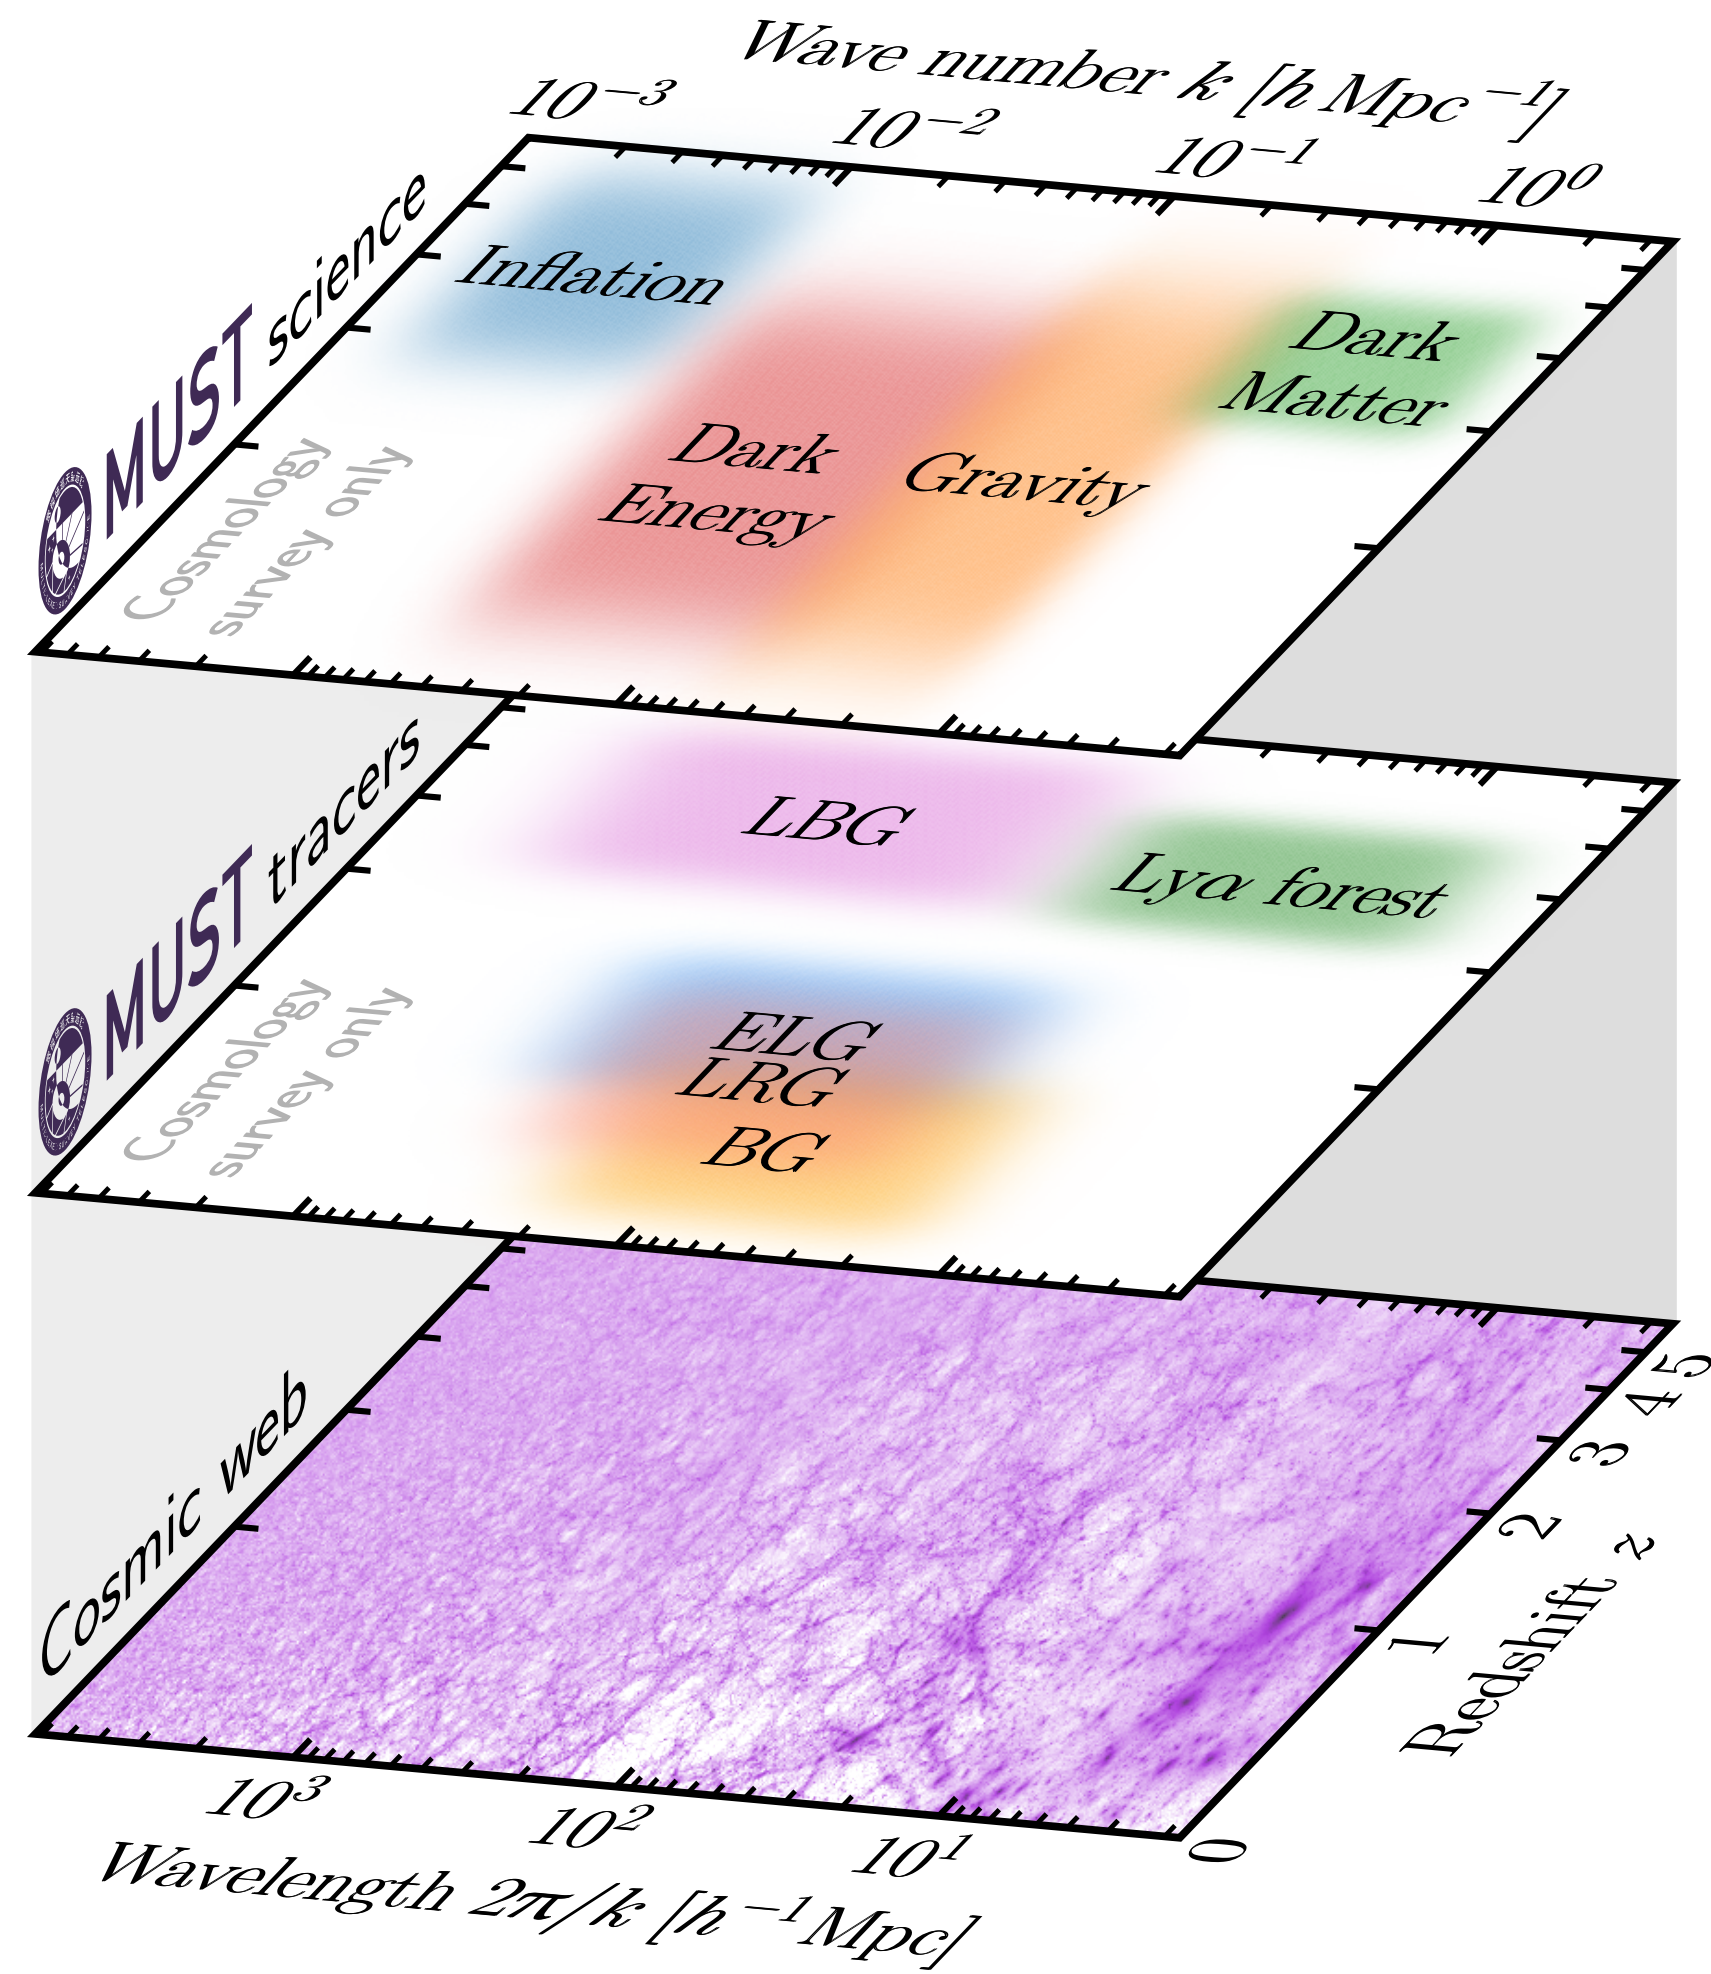 Wave number k [h Mpc⁻¹]
10⁻³
10⁻²
10⁻¹
10⁰
MUST science
Inflation
Dark
Matter
Dark
Energy
Gravity
Cosmology
survey only
MUST tracers
LBG
Lyα forest
ELG
LRG
BG
Cosmology
survey only
Cosmic web
5
4
3
2
1
0
Redshift z
10³
10²
10¹
Wavelength 2π/k [h⁻¹Mpc]